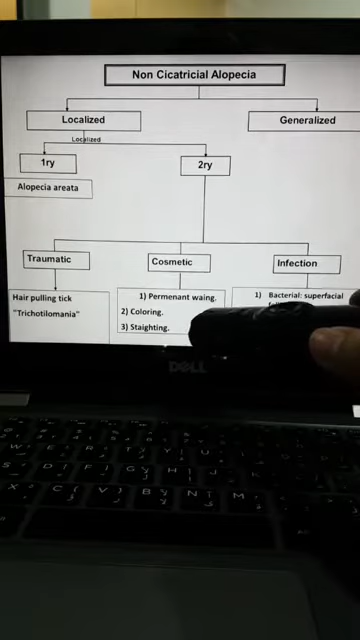 Non Cicatricial Alopecia
Localized
Generalized
Localized
1ry
2ry
Alopecia areata
Traumatic
Cosmetic
Infection
Hair pulling tick
"Trichotilomania"
1) Permenant waing.
2) Coloring.
3) Staighting.
1) Bacterial: superfacial
DELL